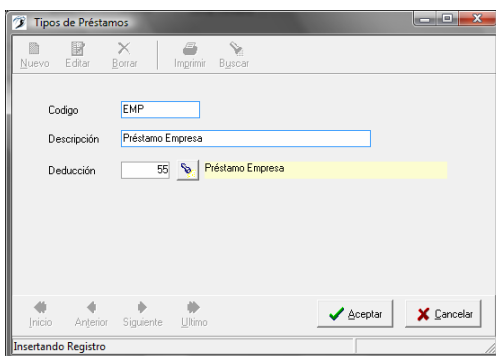 Tipos de Préstamos
Nuevo Editar Borrar Imprimir Buscar
Codigo EMP
Descripción Préstamo Empresa
Deducción 55 Préstamo Empresa
Inicio Anterior Siguiente Ultimo Aceptar Cancelar
Insertando Registro